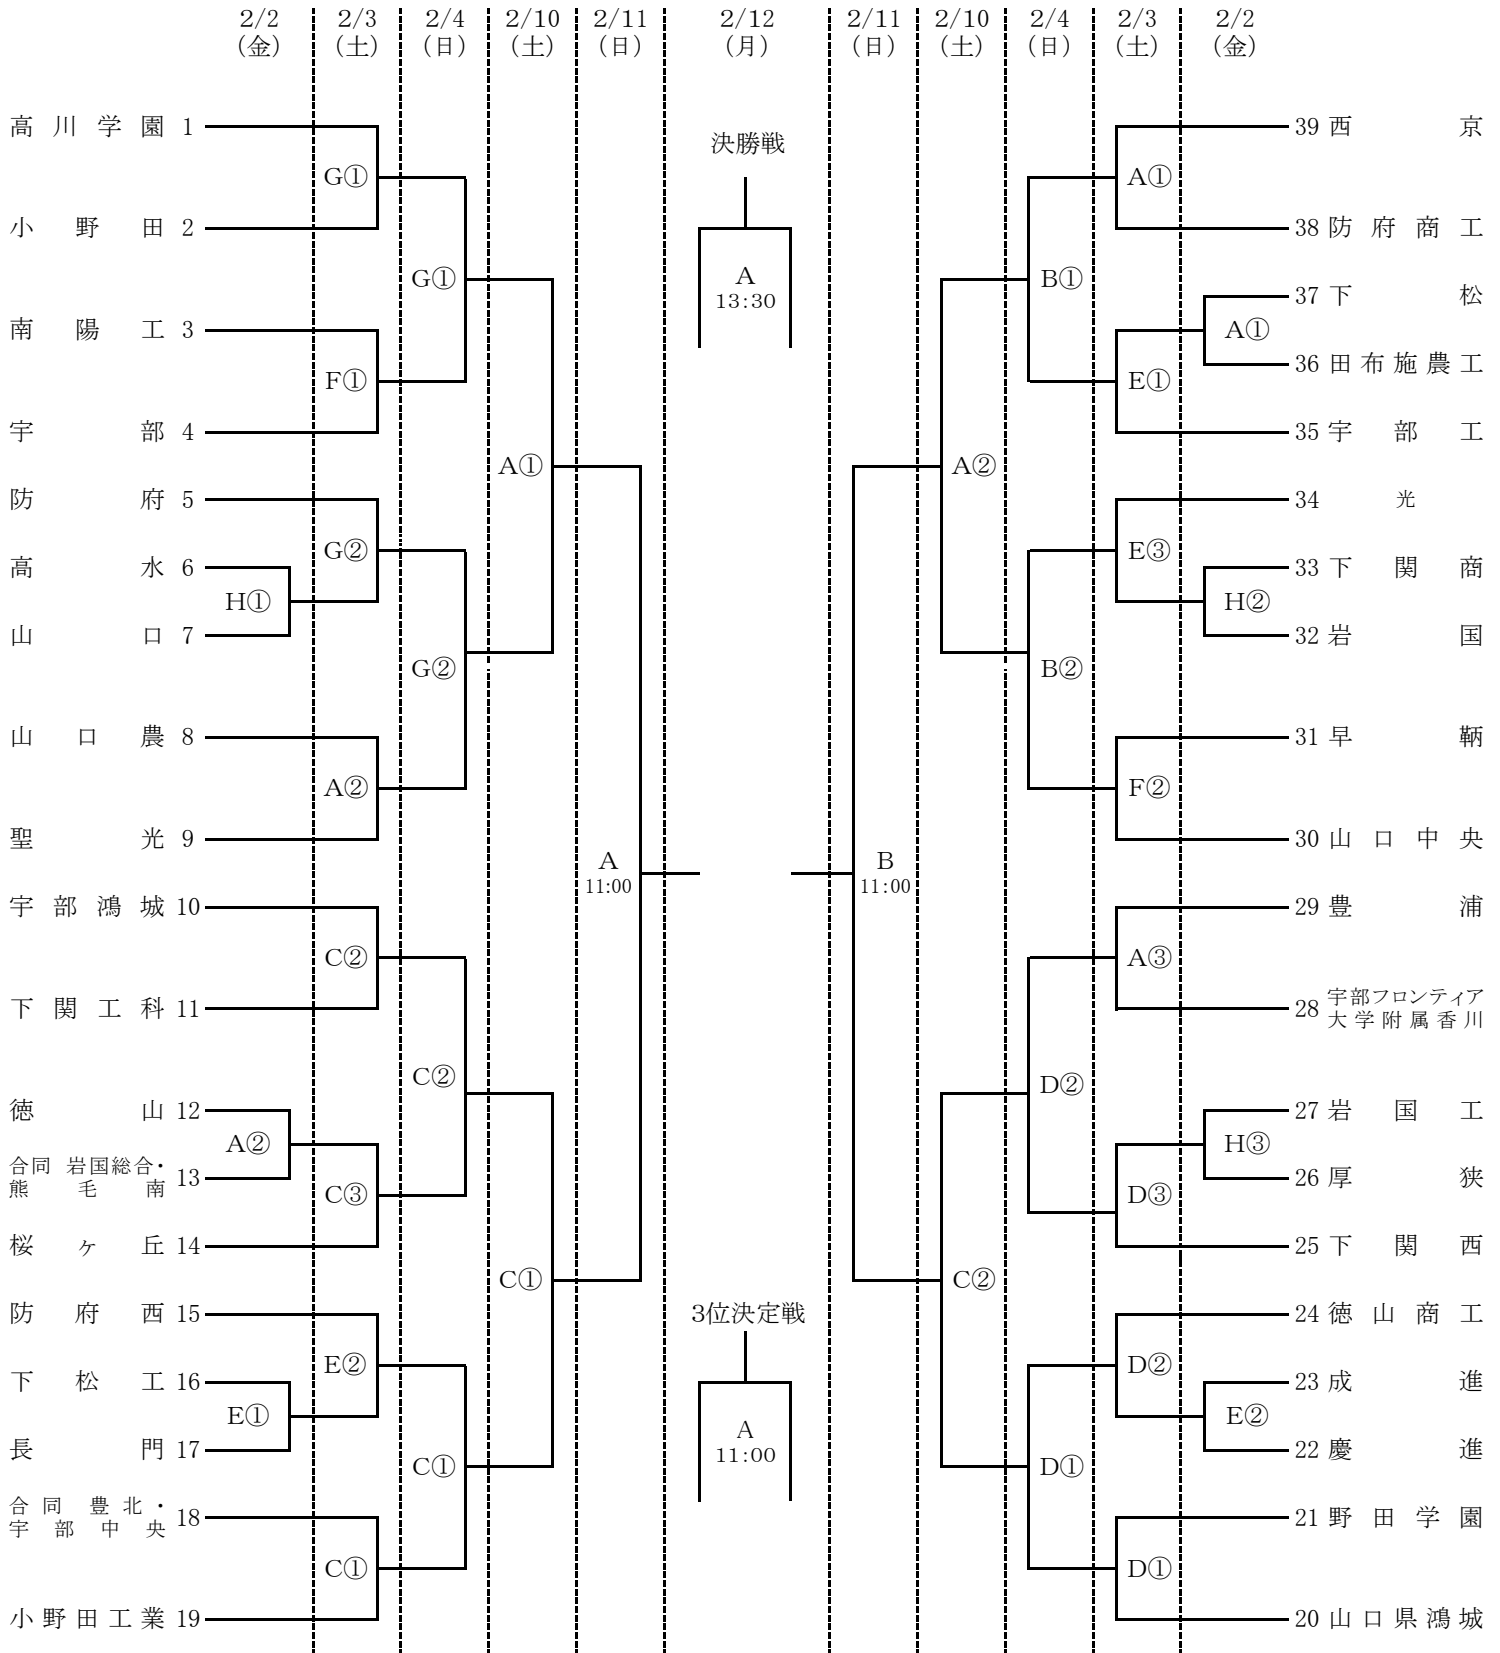 2/2 2/3 2/4 2/10 2/11 2/12 2/11 2/10 2/4 2/3 2/2
(金) (土) (日) (土) (日) (月) (日) (土) (日) (土) (金)
高川学園 1
小野田 2
南陽工 3
宇部 4
防府 5
高水 6
山口 7
山口農 8
聖光 9
宇部鴻城 10
下関工科 11
徳山 12
合同 岩国総合・
熊毛南 13
桜ヶ丘 14
防府西 15
下松工 16
長門 17
合同 豊北・
宇部中央 18
小野田工業 19
H①
A②
E①
G①
F①
G②
A②
C②
C③
E②
C①
G①
G②
C②
C①
A①
C①
A
11:00
決勝戦
A
13:30
3位決定戦
A
11:00
B
11:00
A②
C②
B①
B②
D②
D①
A①
E①
E③
F②
A③
D③
D②
D①
A①
H②
H③
E②
39 西京
38 防府商工
37 下松
36 田布施農工
35 宇部工
34 光
33 下関商
32 岩国
31 早鞆
30 山口中央
29 豊浦
28 宇部フロンティア
大学附属香川
27 岩国工
26 厚狭
25 下関西
24 徳山商工
23 成進
22 慶進
21 野田学園
20 山口県鴻城